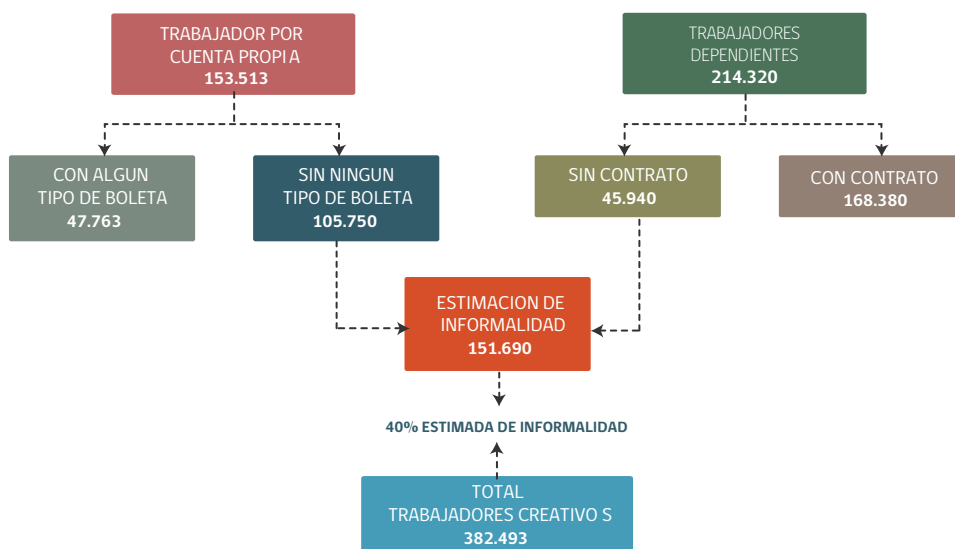 TRABAJADOR POR
CUENTA PROPIA
153.513
TRABAJADORES
DEPENDIENTES
214.320
CON ALGUN
TIPO DE BOLETA
47.763
SIN NINGUN
TIPO DE BOLETA
105.750
SIN CONTRATO
45.940
CON CONTRATO
168.380
ESTIMACION DE
INFORMALIDAD
151.690
40% ESTIMADA DE INFORMALIDAD
TOTAL
TRABAJADORES CREATIVO S
382.493